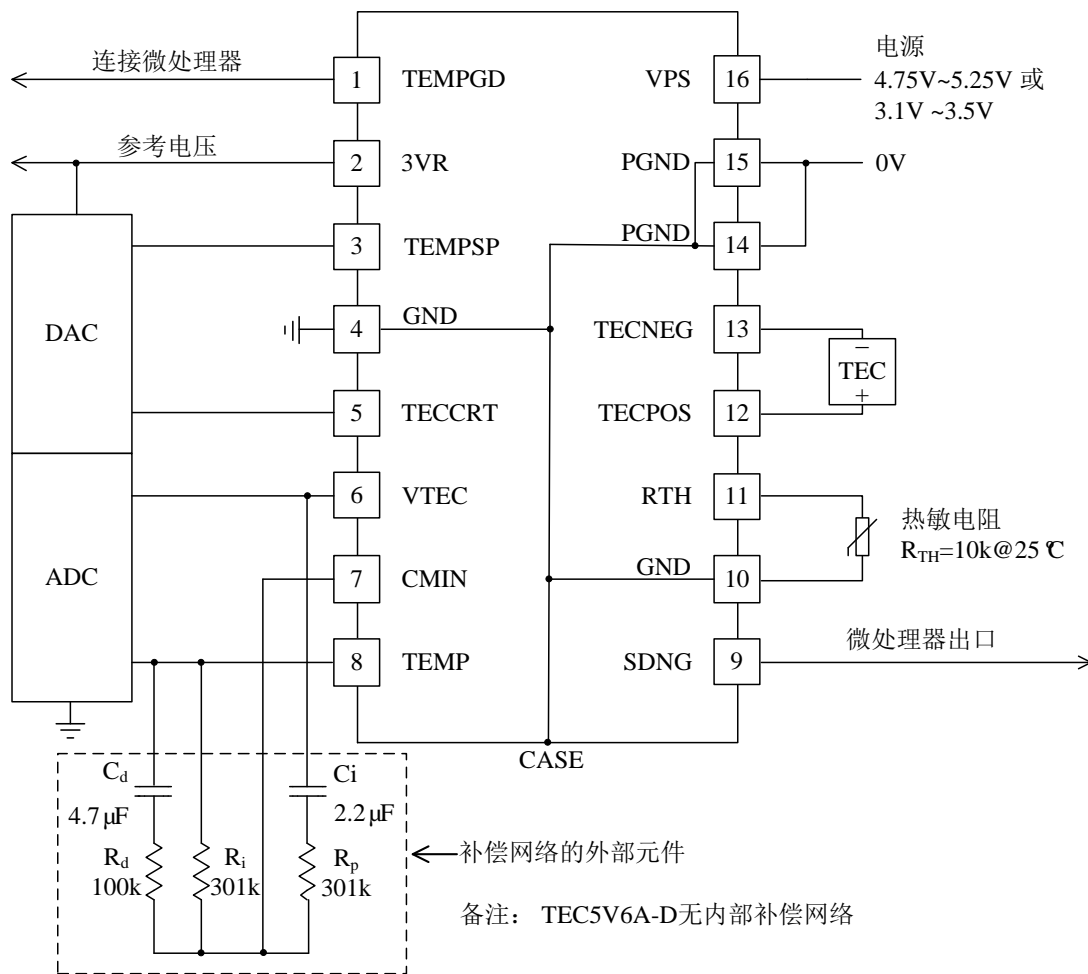 连接微处理器
1
TEMPGD
VPS
16
电源
4.75V~5.25V 或
3.1V ~3.5V
参考电压
2
3VR
PGND
15
0V
3
TEMPSP
PGND
14
DAC
4
GND
TECNEG
13
−
TEC
+
5
TECCRT
TECPOS
12
6
VTEC
RTH
11
热敏电阻
RTH=10k@25℃
ADC
7
CMIN
GND
10
8
TEMP
SDNG
9
微处理器出口
CASE
Cd
4.7μF
Ci
2.2μF
Rd
100k
Ri
301k
Rp
301k
补偿网络的外部元件
备注： TEC5V6A-D无内部补偿网络